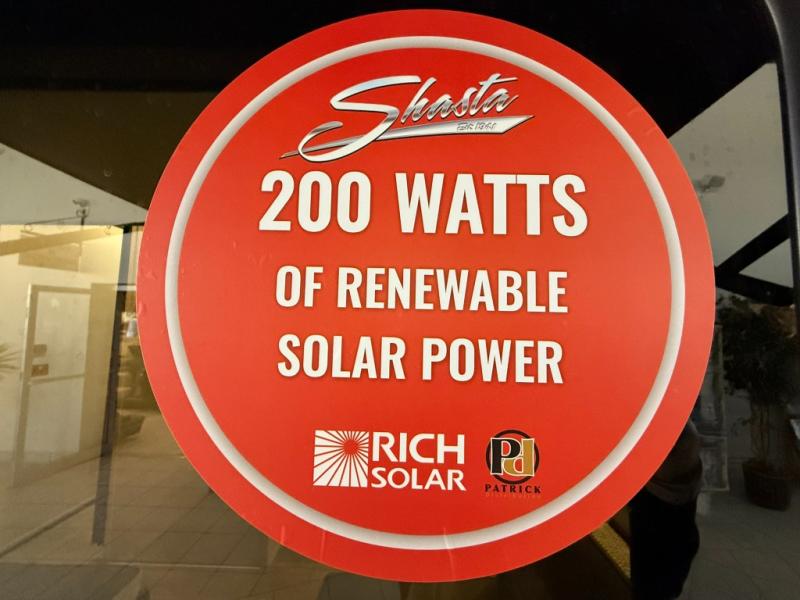 Shasta
200 WATTS
OF RENEWABLE
SOLAR POWER
RICH
SOLAR
PD
PATRICK